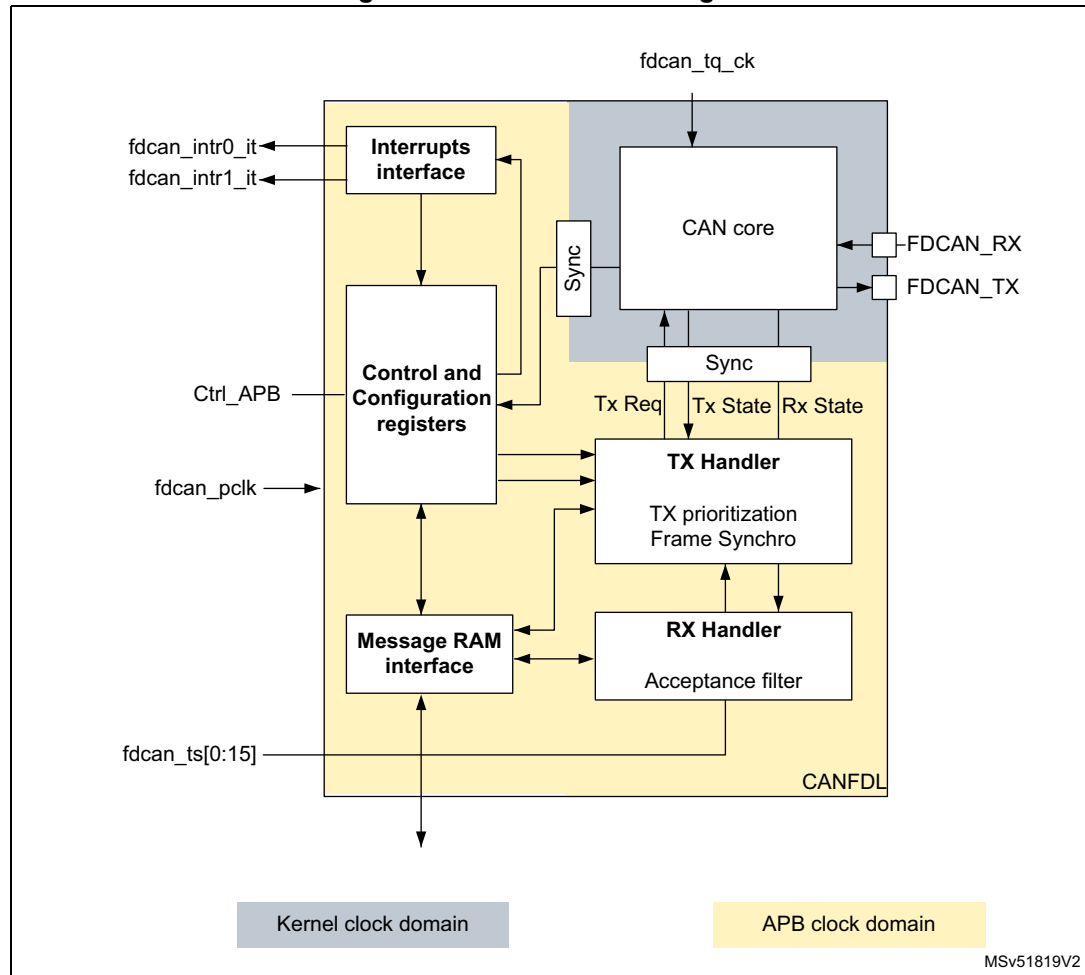 fdcan_tq_ck
fdcan_intr0_it
fdcan_intr1_it
Interrupts
interface
CAN core
Sync
FDCAN_RX
FDCAN_TX
Sync
Ctrl_APB
Control and
Configuration
registers
Tx Req
Tx State
Rx State
TX Handler
TX prioritization
Frame Synchro
fdcan_pclk
Message RAM
interface
RX Handler
Acceptance filter
fdcan_ts[0:15]
CANFDL
Kernel clock domain
APB clock domain
MSv51819V2